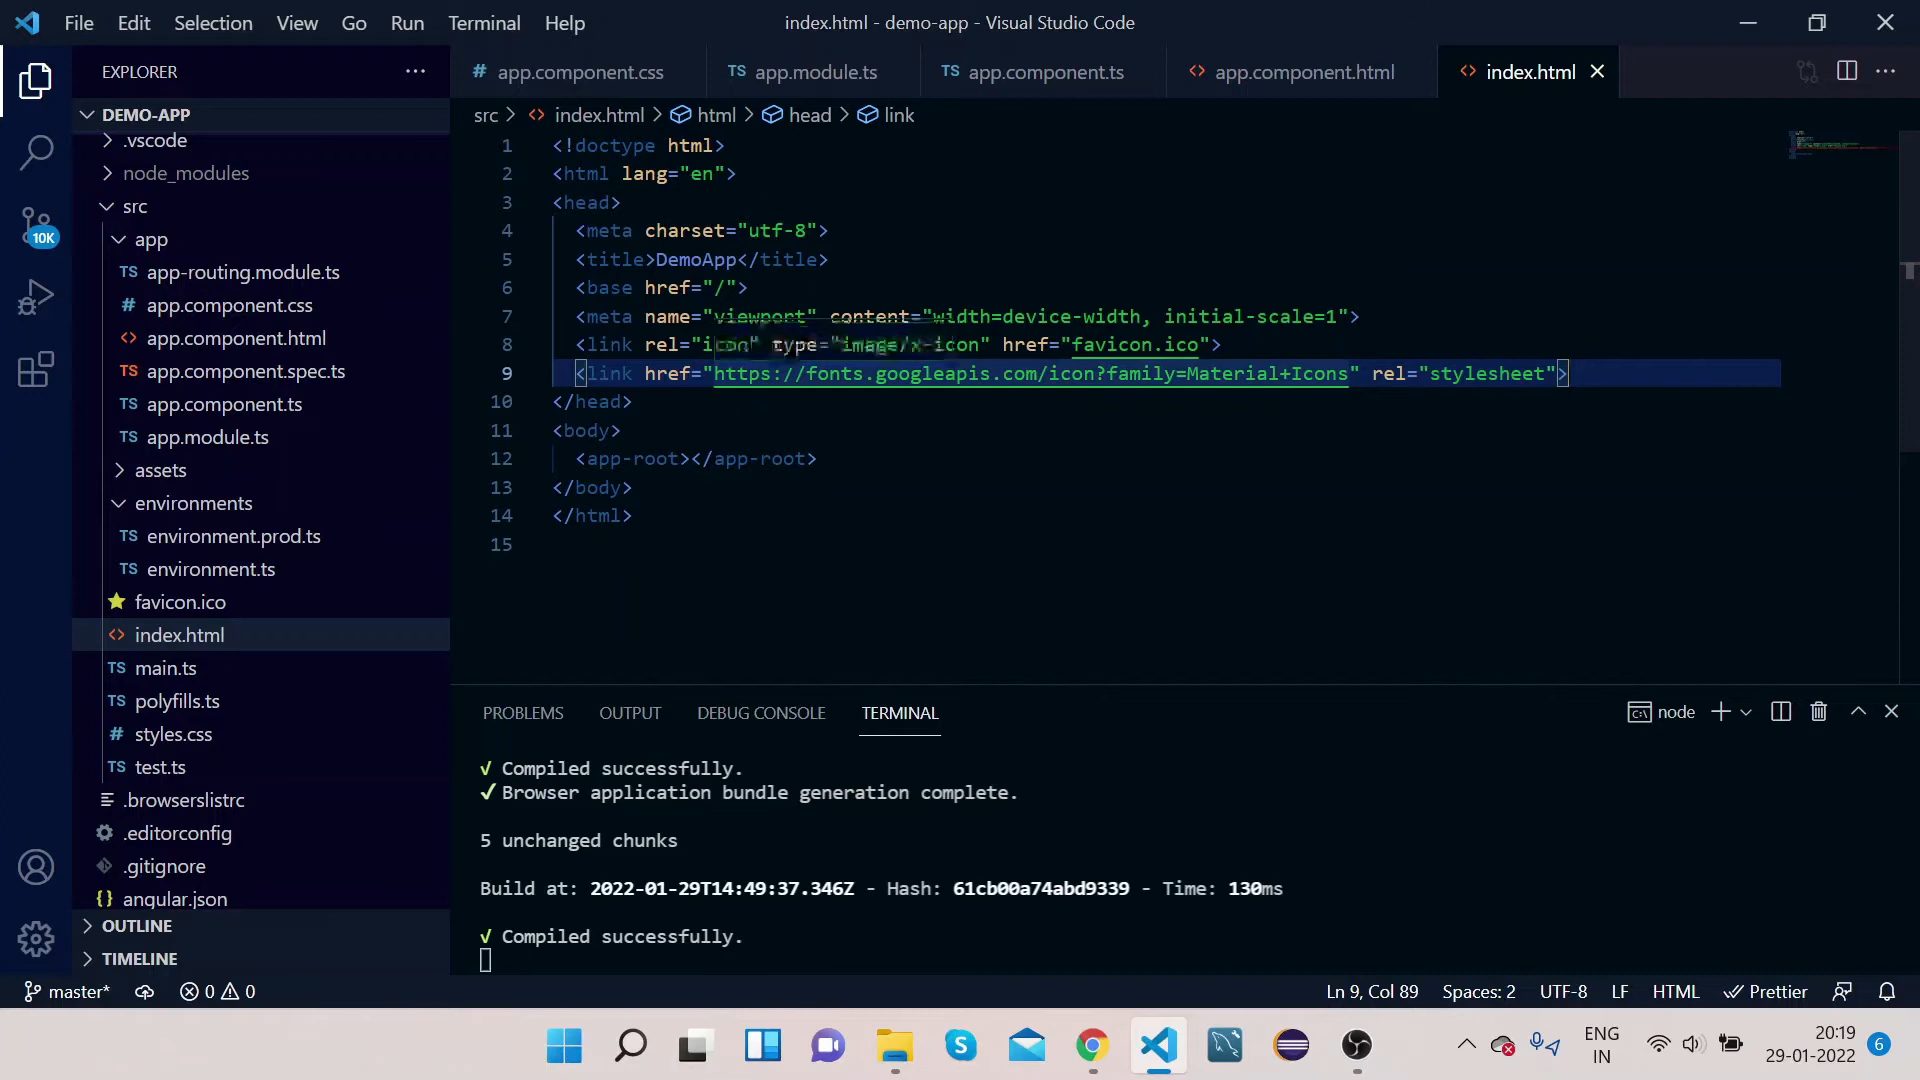 File Edit Selection View Go Run Terminal Help
index.html - demo-app - Visual Studio Code
EXPLORER
DEMO-APP
.vscode
node_modules
src
app
TS app-routing.module.ts
# app.component.css
<> app.component.html
TS app.component.spec.ts
TS app.component.ts
TS app.module.ts
assets
environments
TS environment.prod.ts
TS environment.ts
favicon.ico
<> index.html
TS main.ts
TS polyfills.ts
# styles.css
TS test.ts
.browserslistrc
.editorconfig
.gitignore
{} angular.json
OUTLINE
TIMELINE
10K
# app.component.css
TS app.module.ts
TS app.component.ts
<> app.component.html
<> index.html
src > <> index.html > html > head > link
1 <!doctype html>
2 <html lang="en">
3 <head>
4 <meta charset="utf-8">
5 <title>DemoApp</title>
6 <base href="/">
7 <meta name="viewport" content="width=device-width, initial-scale=1">
8 <link rel="icon" type="image/x-icon" href="favicon.ico">
9 <link href="https://fonts.googleapis.com/icon?family=Material+Icons" rel="stylesheet">
10 </head>
11 <body>
12 <app-root></app-root>
13 </body>
14 </html>
15
PROBLEMS OUTPUT DEBUG CONSOLE TERMINAL
node
√ Compiled successfully.
✓ Browser application bundle generation complete.
5 unchanged chunks
Build at: 2022-01-29T14:49:37.346Z - Hash: 61cb00a74abd9339 - Time: 130ms
√ Compiled successfully.
master* 0 0
Ln 9, Col 89 Spaces: 2 UTF-8 LF HTML Prettier
ENG
IN
20:19
29-01-2022
6